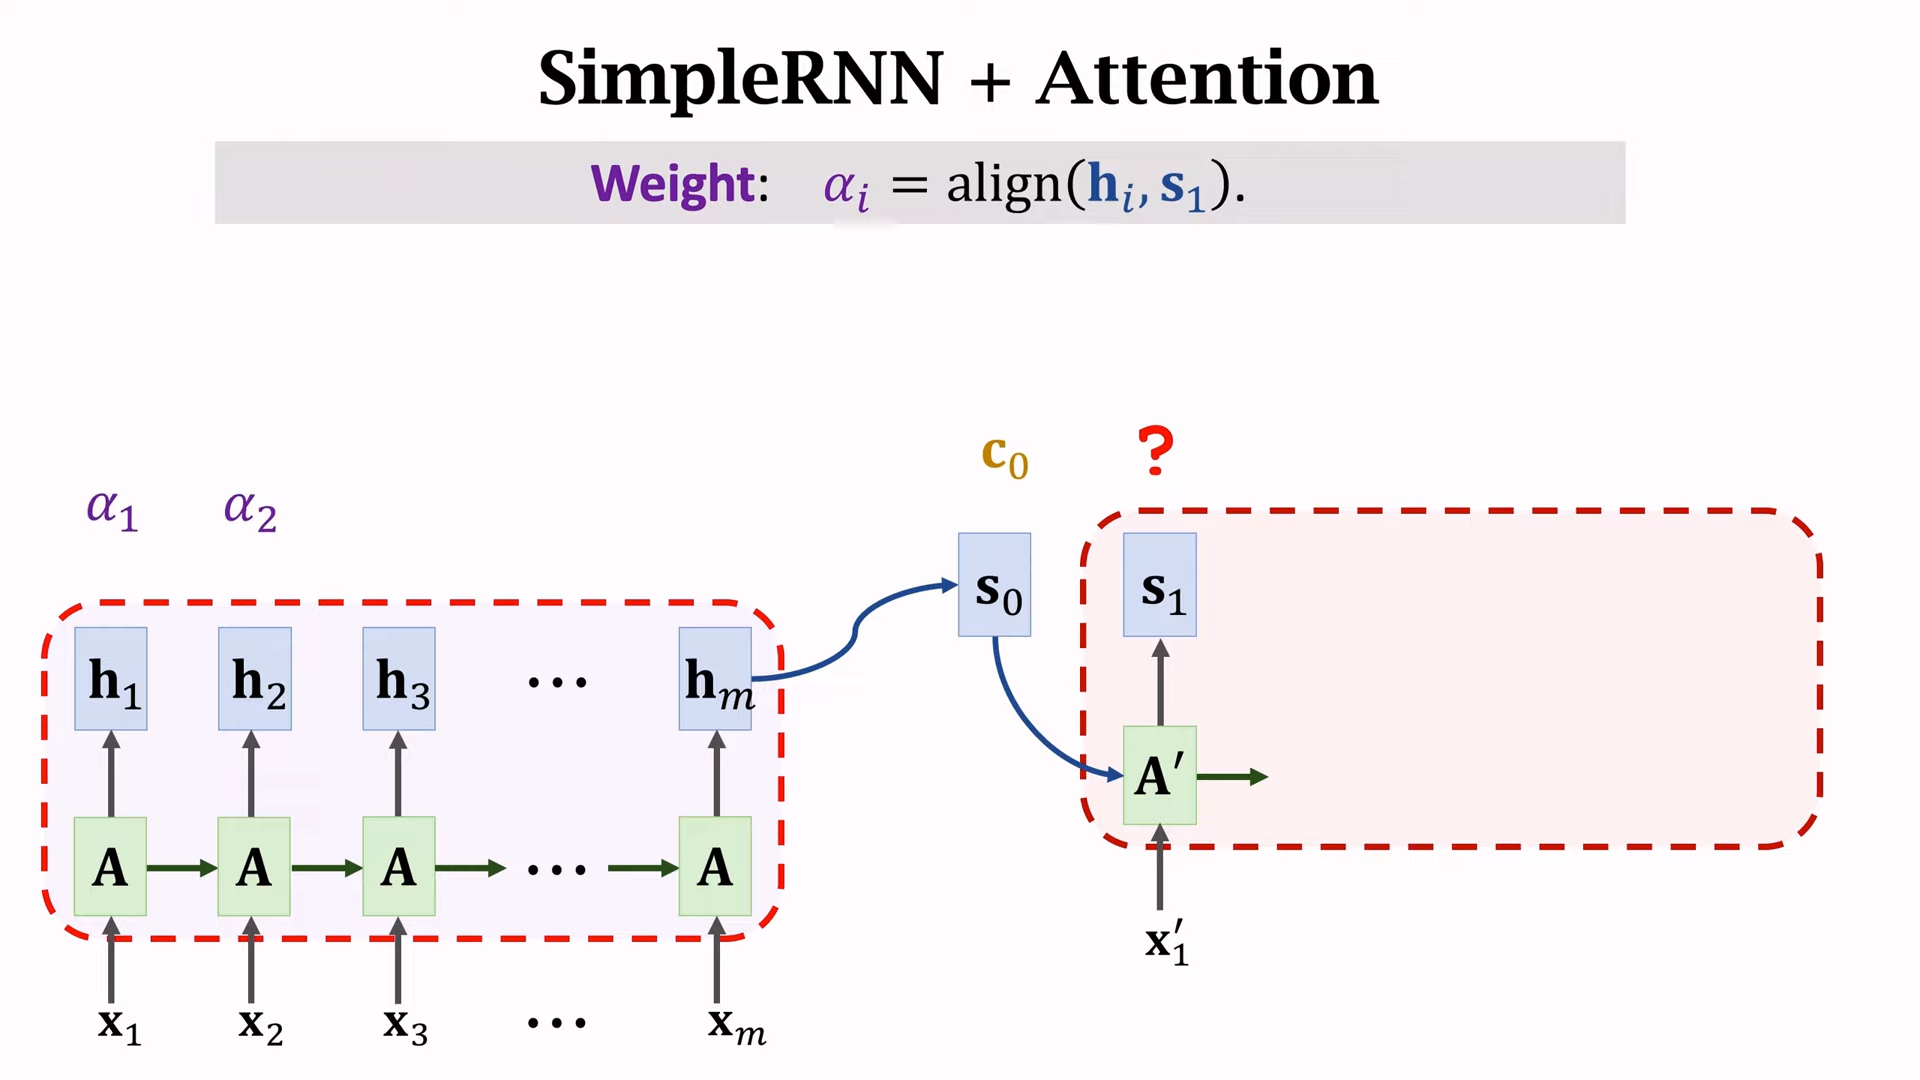 SimpleRNN + Attention
Weight: αᵢ = align(hᵢ, s₁).
c₀ ?
α₁ α₂
s₀ s₁
h₁ h₂ h₃ ··· hₘ
A′
A A A ··· A
x′₁
x₁ x₂ x₃ ··· xₘ